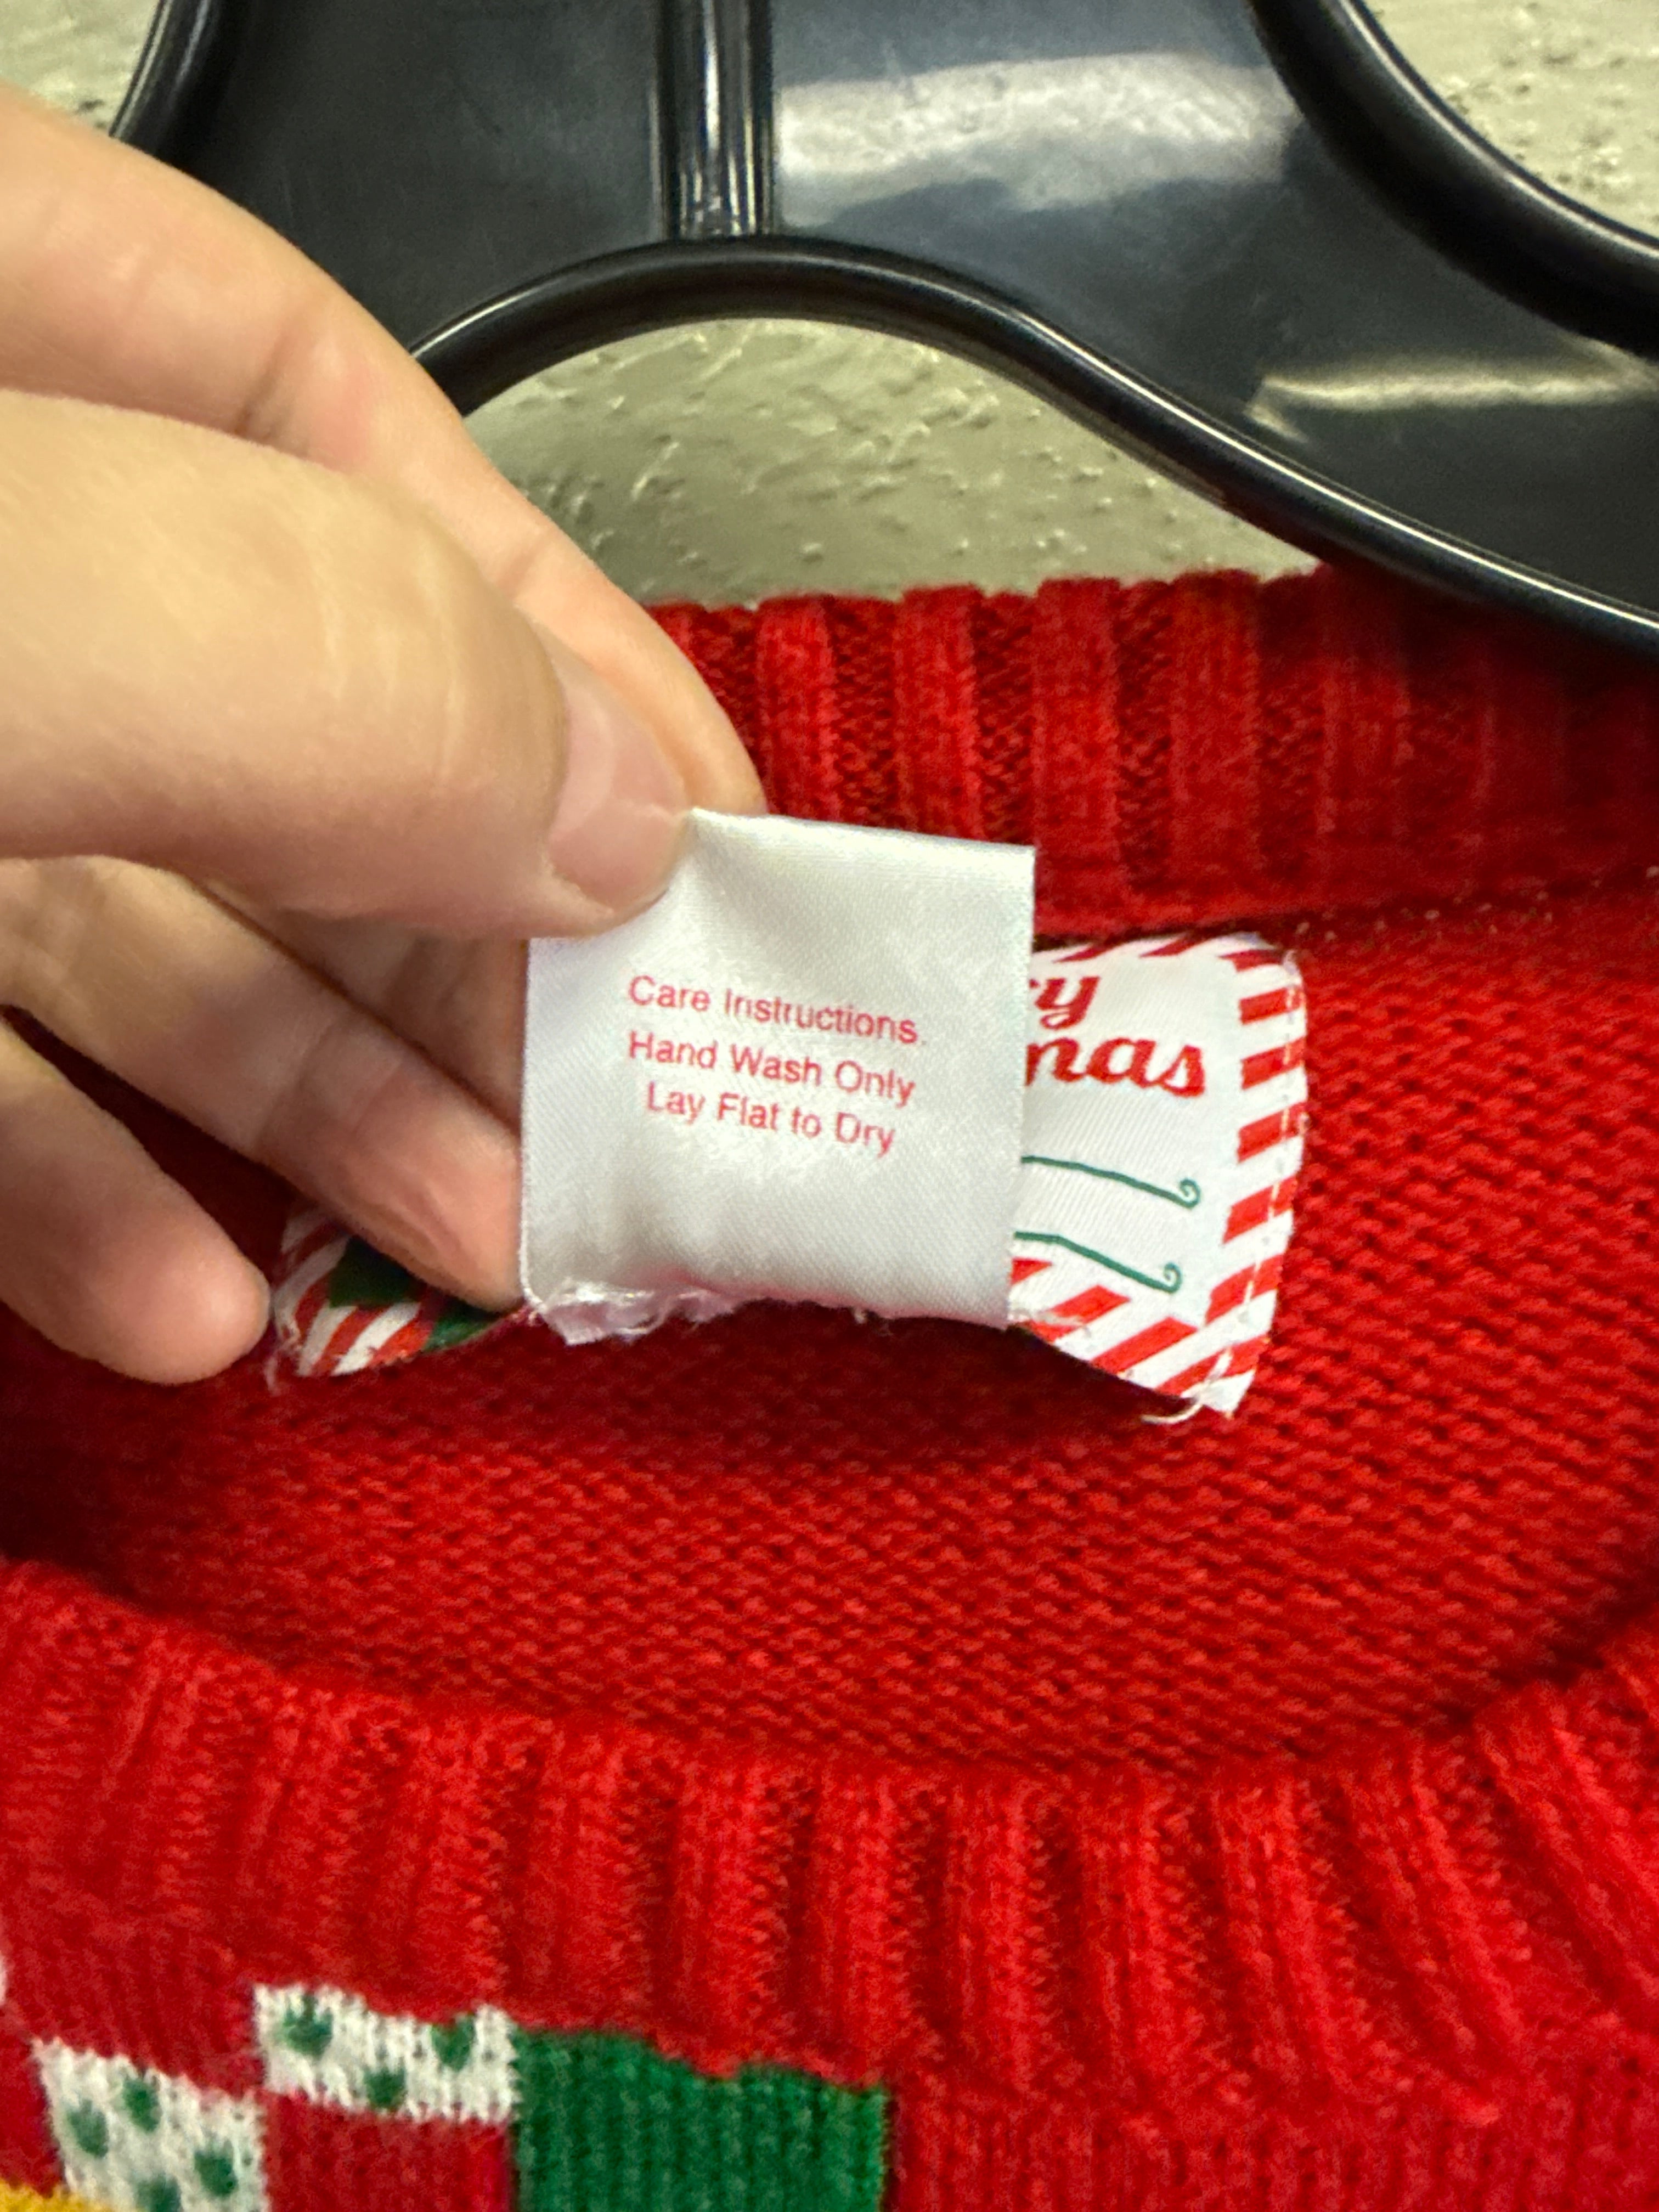 Care Instructions
Hand Wash Only
Lay Flat to Dry